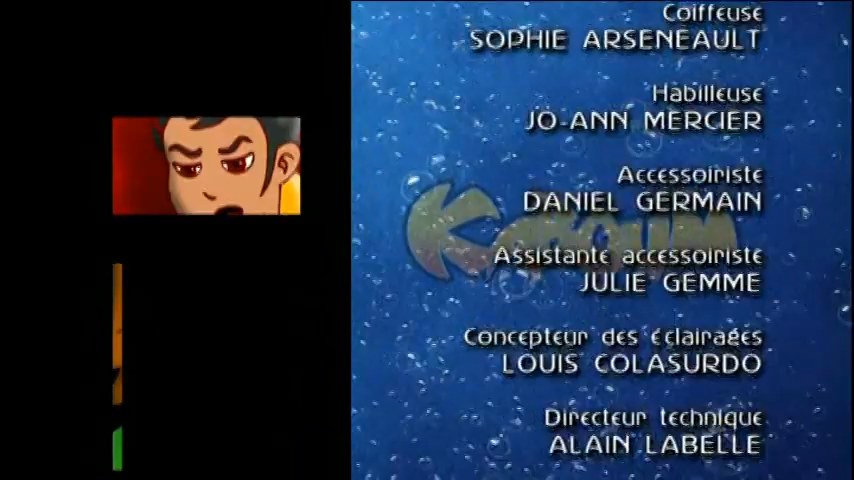 Coiffeuse
SOPHIE ARSENEAULT
Habilleuse
JO-ANN MERCIER
Accessoiriste
DANIEL GERMAIN
KABOUM
Assistante accessoiriste
JULIE GEMME
Concepteur des éclairages
LOUIS COLASURDO
Directeur technique
ALAIN LABELLE